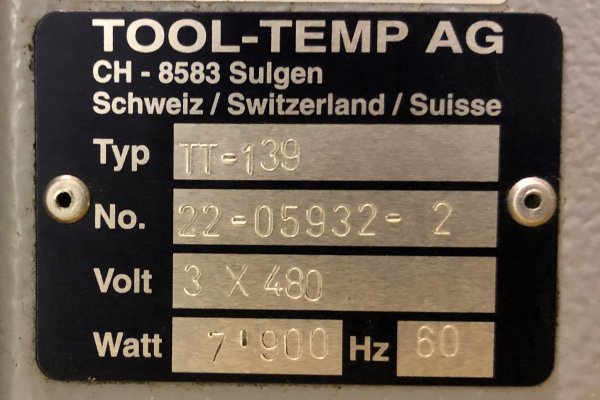 TOOL-TEMP AG
CH - 8583 Sulgen
Schweiz / Switzerland / Suisse
Typ TT-139
No. 22-05932- 2
Volt 3 X 480
Watt 7'900 Hz 60